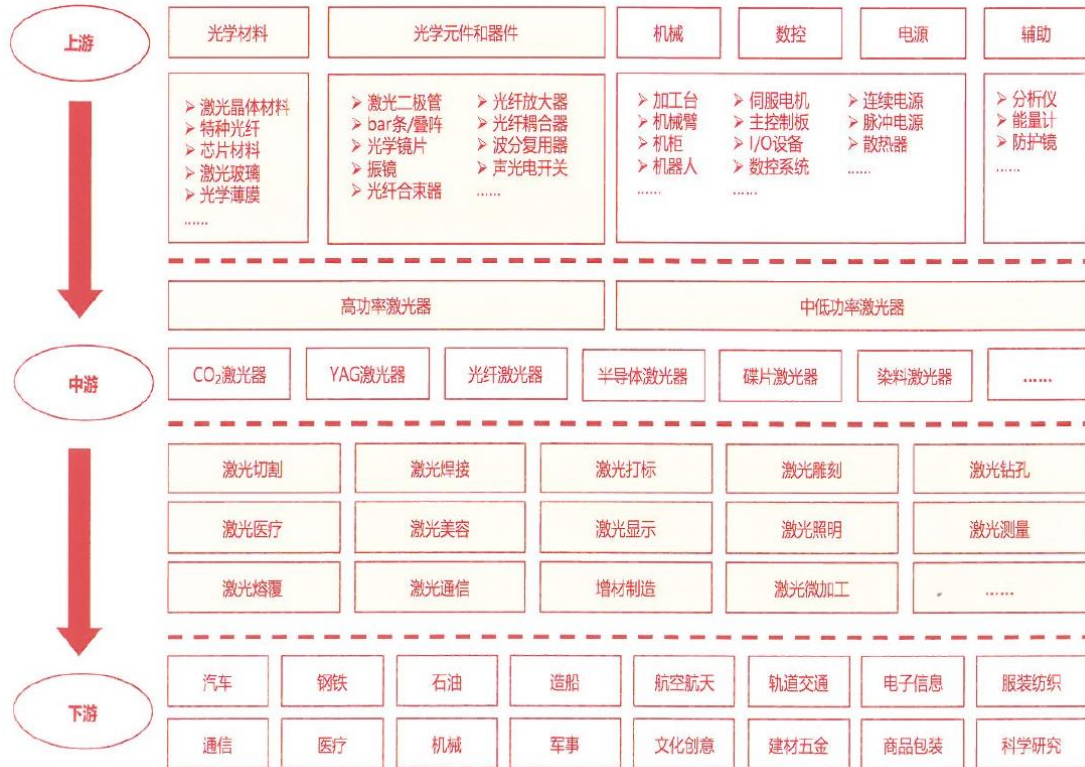 上游
光学材料
光学元件和器件
机械
数控
电源
辅助
➢ 激光晶体材料
➢ 特种光纤
➢ 芯片材料
➢ 激光玻璃
➢ 光学薄膜
……
➢ 激光二极管
➢ bar条/叠阵
➢ 光学镜片
➢ 振镜
➢ 光纤合束器
➢ 光纤放大器
➢ 光纤耦合器
➢ 波分复用器
➢ 声光电开关
……
➢ 加工台
➢ 机械臂
➢ 机柜
➢ 机器人
……
➢ 伺服电机
➢ 主控制板
➢ I/O设备
➢ 数控系统
……
➢ 连续电源
➢ 脉冲电源
➢ 散热器
……
➢ 分析仪
➢ 能量计
➢ 防护镜
……
高功率激光器
中低功率激光器
中游
CO₂激光器
YAG激光器
光纤激光器
半导体激光器
碟片激光器
染料激光器
……
激光切割
激光焊接
激光打标
激光雕刻
激光钻孔
激光医疗
激光美容
激光显示
激光照明
激光测量
激光熔覆
激光通信
增材制造
激光微加工
……
下游
汽车
钢铁
石油
造船
航空航天
轨道交通
电子信息
服装纺织
通信
医疗
机械
军事
文化创意
建材五金
商品包装
科学研究